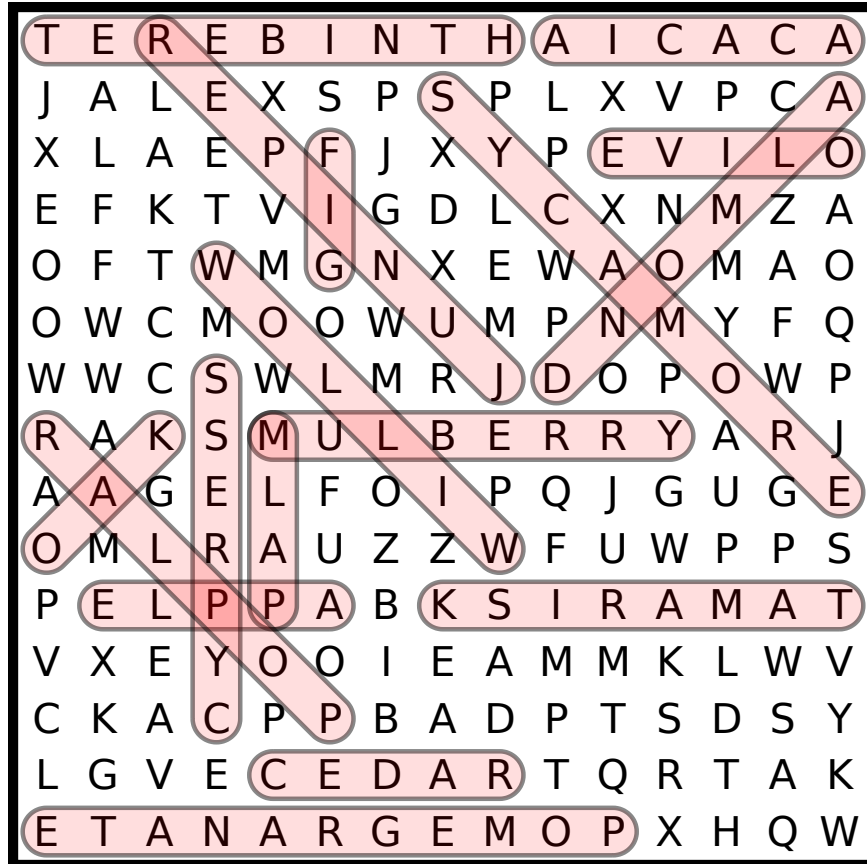 T E R E B I N T H A I C A C A
J A L E X S P S P L X V P C A
X L A E P F J X Y P E V I L O
E F K T V I G D L C X N M Z A
O F T W M G N X E W A O M A O
O W C M O O W U M P N M Y F Q
W W C S W L M R J D O P O W P
R A K S M U L B E R R Y A R J
A A G E L F O I P Q J G U G E
O M L R A U Z Z W F U W P P S
P E L P P A B K S I R A M A T
V X E Y O O I E A M M K L W V
C K A C P P B A D P T S D S Y
L G V E C E D A R T Q R T A K
E T A N A R G E M O P X H Q W